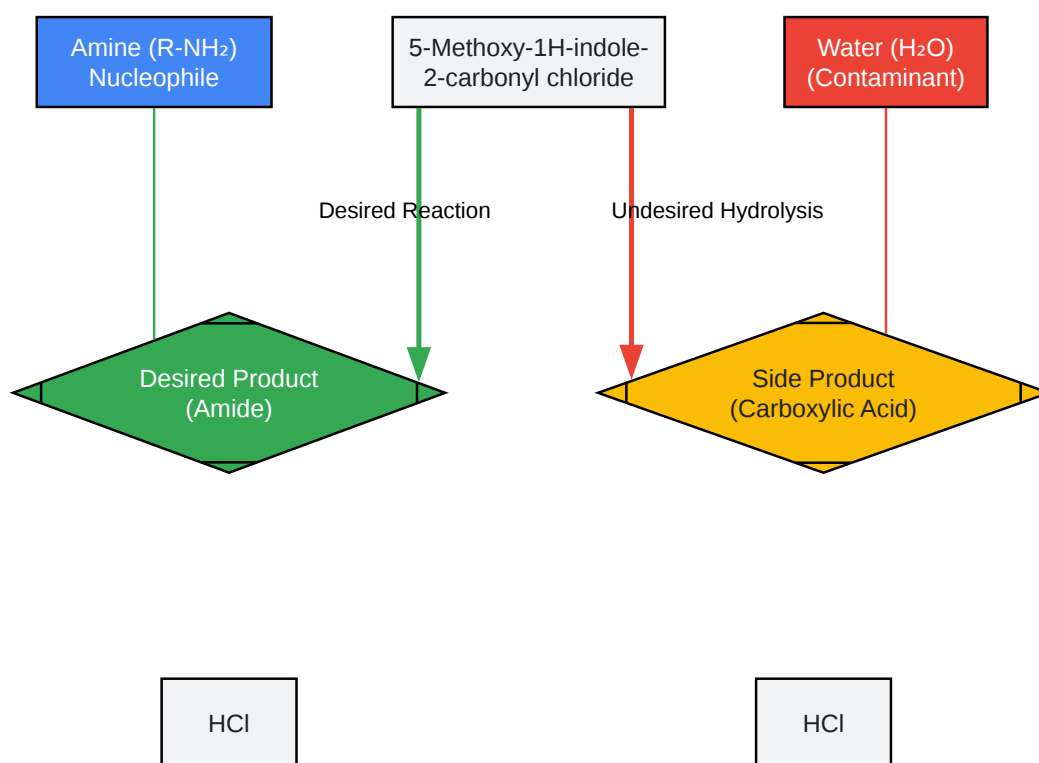 Amine (R-NH₂)
Nucleophile
5-Methoxy-1H-indole-
2-carbonyl chloride
Water (H₂O)
(Contaminant)
Desired Reaction
Undesired Hydrolysis
Desired Product
(Amide)
Side Product
(Carboxylic Acid)
HCl
HCl